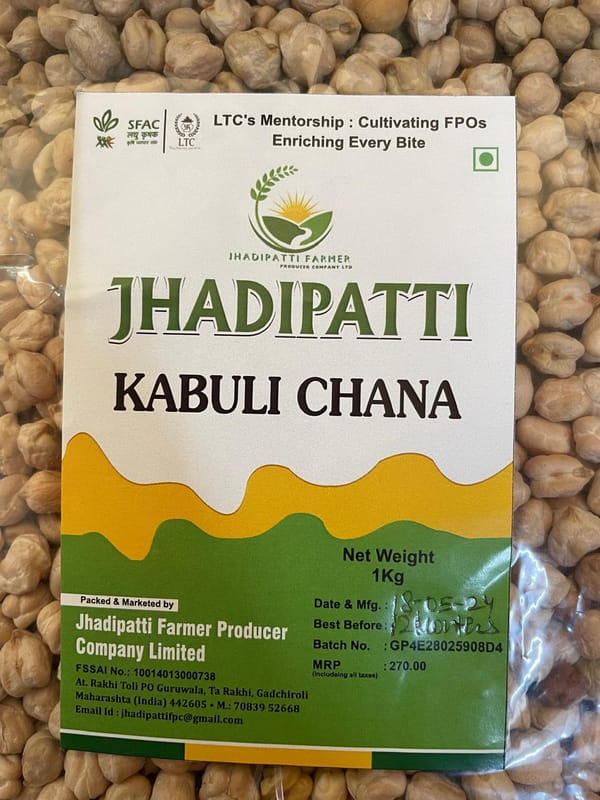 LTC's Mentorship : Cultivating FPOs
Enriching Every Bite
SFAC
लघु कृषक
कृषि व्यापार संघ
LTC
JHADIPATTI FARMER
PRODUCER COMPANY LTD
JHADIPATTI
KABULI CHANA
Net Weight
1Kg
Date & Mfg. : 18-05-24
Best Before : 12 Months
Batch No. : GP4E28025908D4
MRP : 270.00
(Includeing all taxes)
Packed & Marketed by
Jhadipatti Farmer Producer
Company Limited
FSSAI No.: 10014013000738
At. Rakhi Toli PO Guruwala, Ta Rakhi, Gadchiroli
Maharashta (India) 442605 • M.: 70839 52668
Email Id : jhadipattifpc@gmail.com